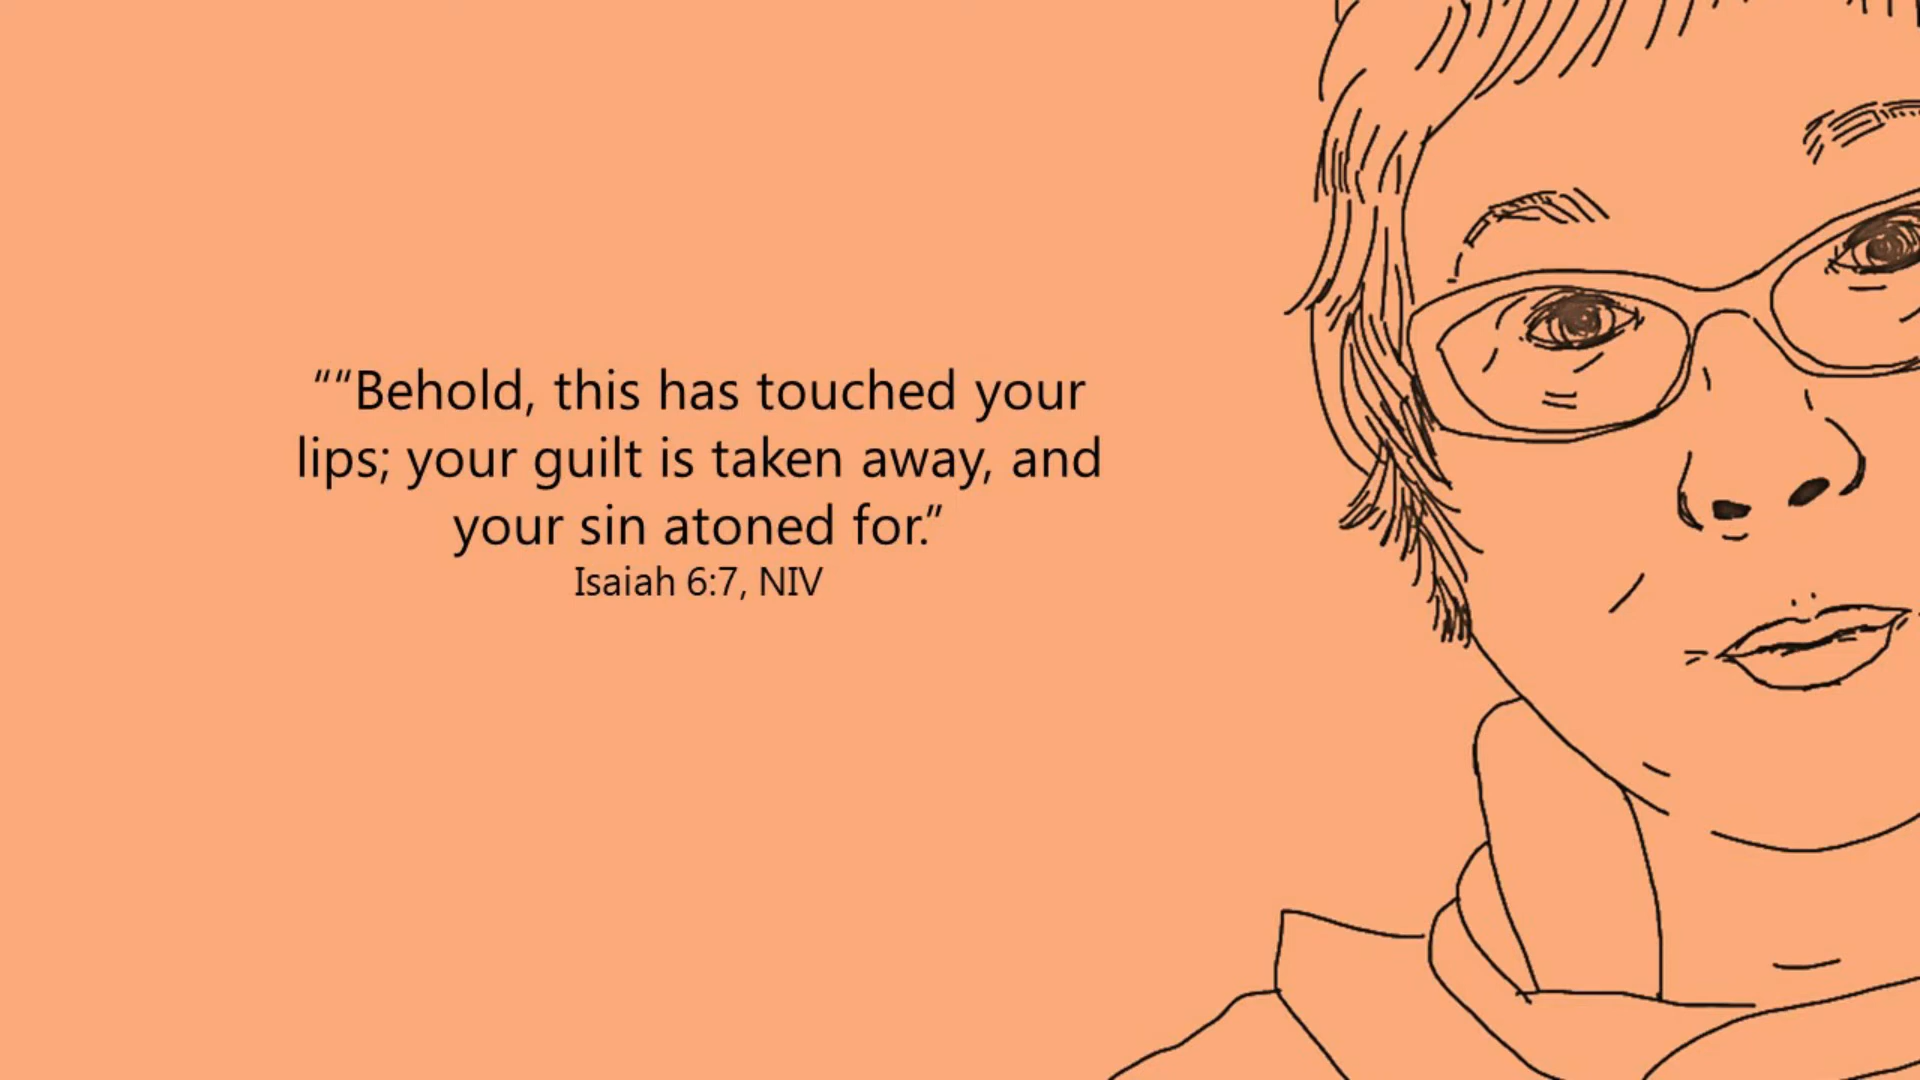 ““Behold, this has touched your
lips; your guilt is taken away, and
your sin atoned for.”
Isaiah 6:7, NIV